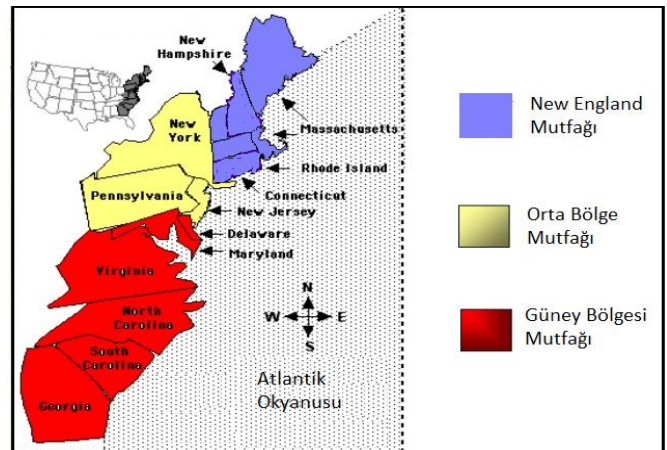 New
Hampshire
New
York
Massachusetts
Rhode Island
Pennsylvania
Connecticut
New Jersey
Delaware
Maryland
Virginia
North
Carolina
South
Carolina
Georgia
N
W E
S
Atlantik
Okyanusu
New England
Mutfağı
Orta Bölge
Mutfağı
Güney Bölgesi
Mutfağı